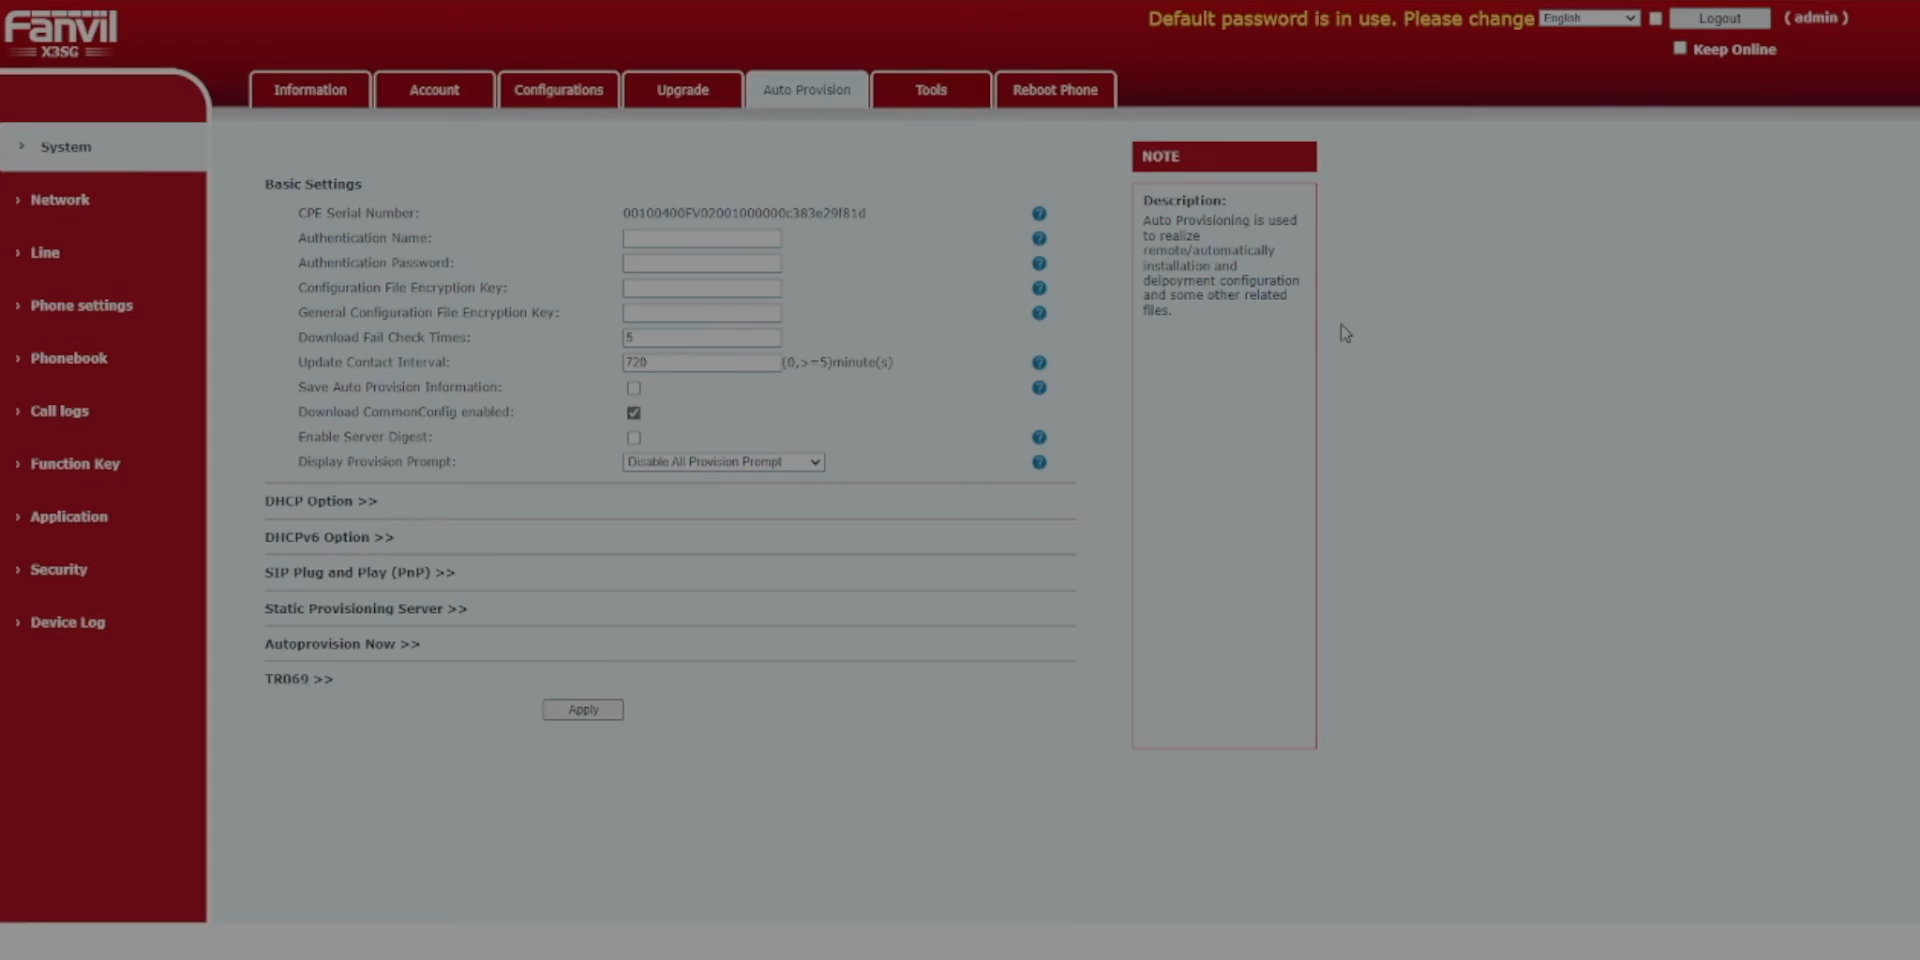 Fanvil
X3SG
Default password is in use. Please change
English
Logout
( admin )
Keep Online
Information
Account
Configurations
Upgrade
Auto Provision
Tools
Reboot Phone
› System
› Network
› Line
› Phone settings
› Phonebook
› Call logs
› Function Key
› Application
› Security
› Device Log
Basic Settings
CPE Serial Number: 00100400FV02001000000c383e29f81d
Authentication Name:
Authentication Password:
Configuration File Encryption Key:
General Configuration File Encryption Key:
Download Fail Check Times: 5
Update Contact Interval: 720 (0,>=5)minute(s)
Save Auto Provision Information:
Download CommonConfig enabled:
Enable Server Digest:
Display Provision Prompt: Disable All Provision Prompt
DHCP Option >>
DHCPv6 Option >>
SIP Plug and Play (PnP) >>
Static Provisioning Server >>
Autoprovision Now >>
TR069 >>
Apply
NOTE
Description:
Auto Provisioning is used
to realize
remote/automatically
installation and
delpoyment configuration
and some other related
files.